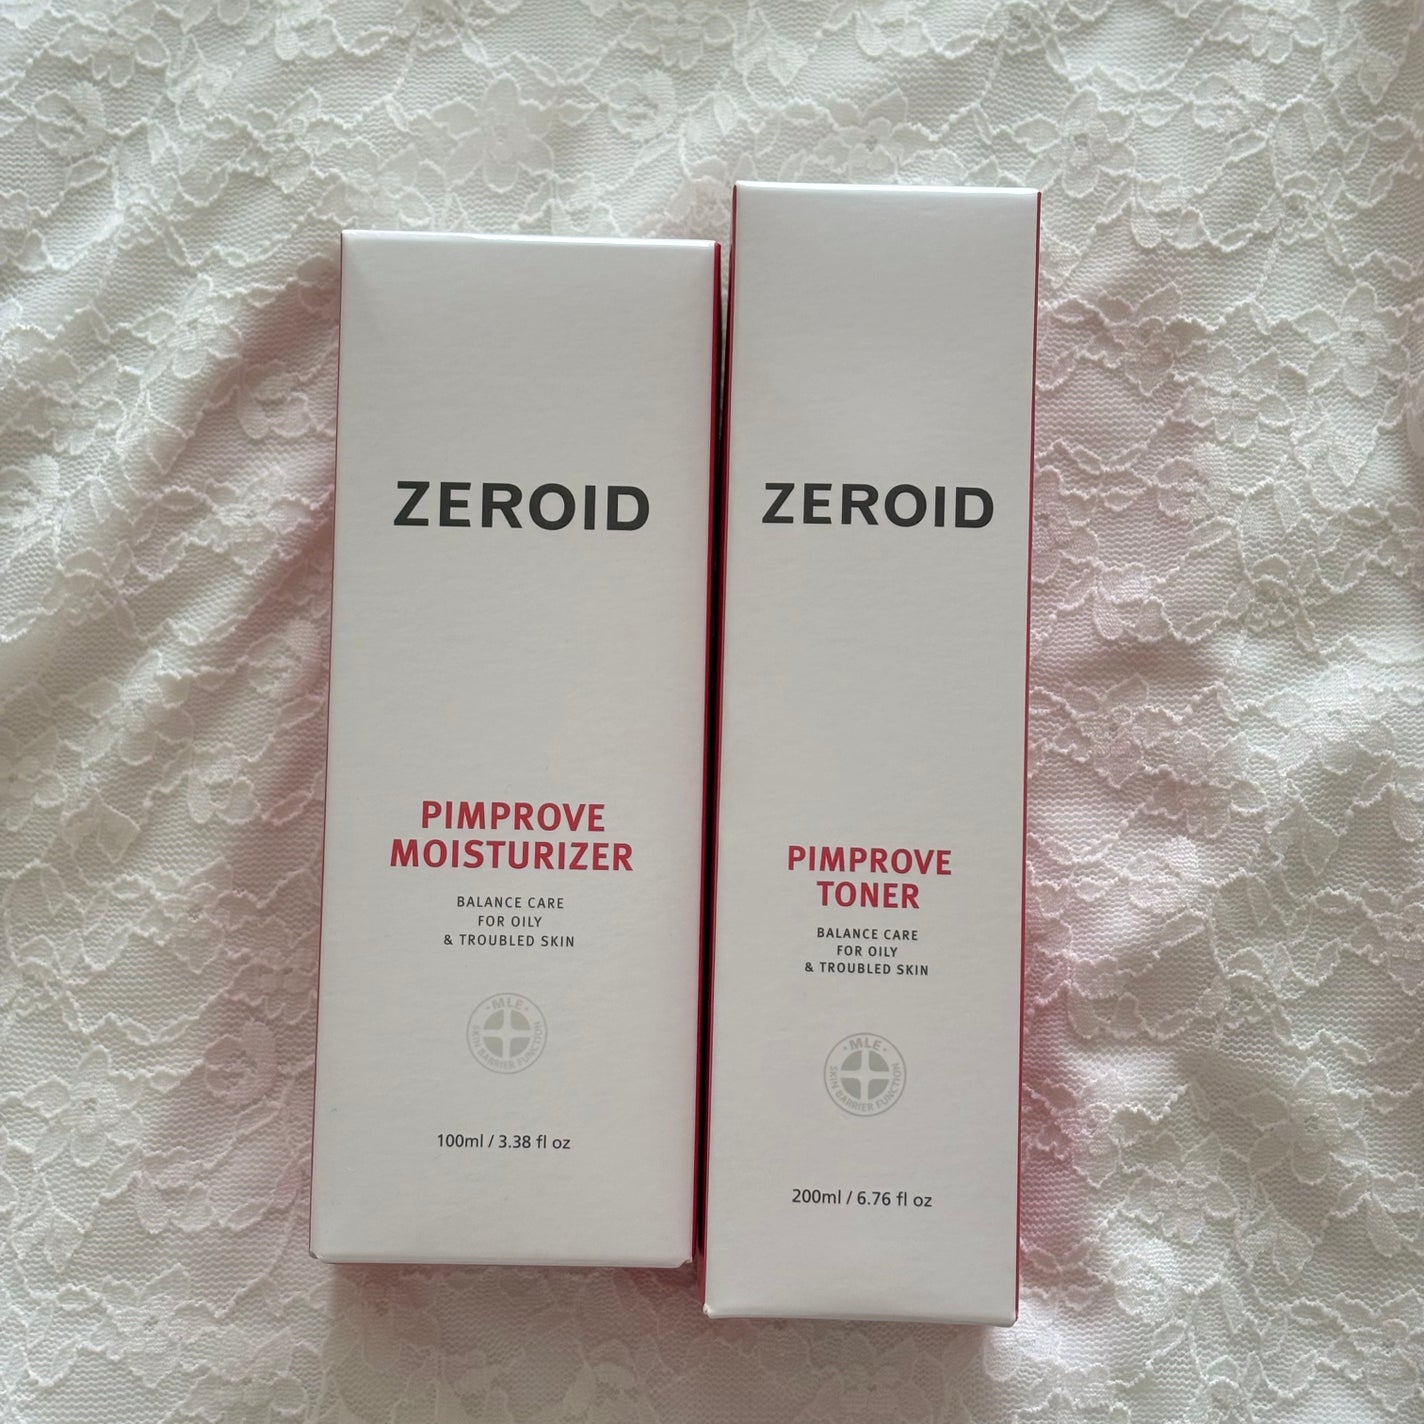 ZEROID
PIMPROVE
MOISTURIZER
BALANCE CARE
FOR OILY
& TROUBLED SKIN
·MLE·
SKIN BARRIER FUNCTION
100ml / 3.38 fl oz
ZEROID
PIMPROVE
TONER
BALANCE CARE
FOR OILY
& TROUBLED SKIN
·MLE·
SKIN BARRIER FUNCTION
200ml / 6.76 fl oz